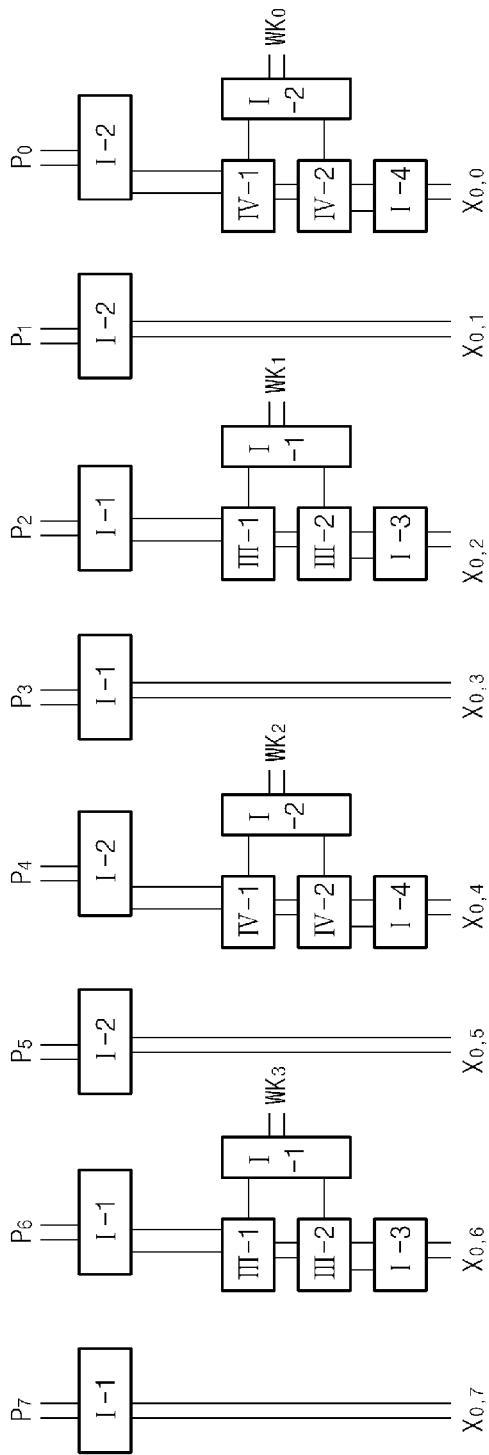 P7 P6 P5 P4 P3 P2 P1 P0
I-1 I-1 I-2 I-2 I-1 I-1 I-2 I-2
WK3 WK2 WK1 WK0
III-1 I-1 IV-1 I-2 III-1 I-1 IV-1 I-2
III-2 IV-2 III-2 IV-2
I-3 I-4 I-3 I-4
X0,7 X0,6 X0,5 X0,4 X0,3 X0,2 X0,1 X0,0